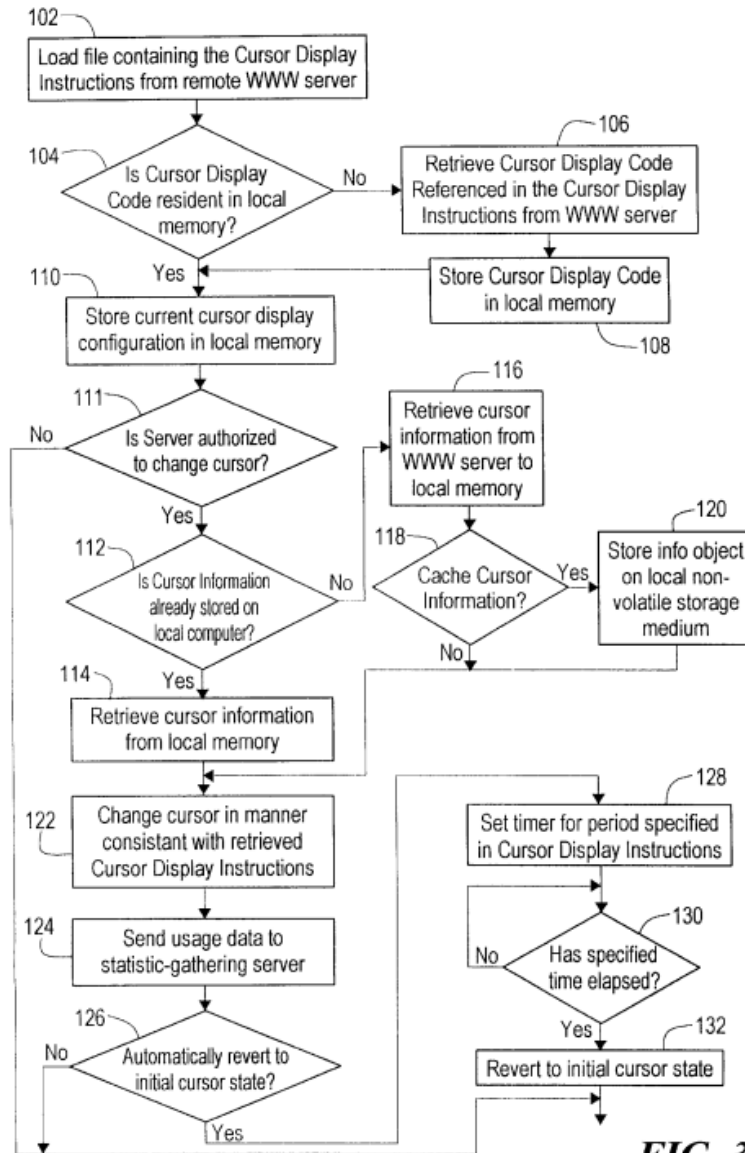 102
Load file containing the Cursor Display
Instructions from remote WWW server
104
Is Cursor Display
Code resident in local
memory?
No
Yes
106
Retrieve Cursor Display Code
Referenced in the Cursor Display
Instructions from WWW server
Store Cursor Display Code
in local memory
108
110
Store current cursor display
configuration in local memory
111
No
Is Server authorized
to change cursor?
Yes
112
Is Cursor Information
already stored on
local computer?
No
Yes
116
Retrieve cursor
information from
WWW server to
local memory
118
Cache Cursor
Information?
Yes
No
120
Store info object
on local non-
volatile storage
medium
114
Retrieve cursor information
from local memory
122
Change cursor in manner
consistant with retrieved
Cursor Display Instructions
124
Send usage data to
statistic-gathering server
126
No
Automatically revert to
initial cursor state?
Yes
128
Set timer for period specified
in Cursor Display Instructions
130
No
Has specified
time elapsed?
Yes
132
Revert to initial cursor state
FIG. 3